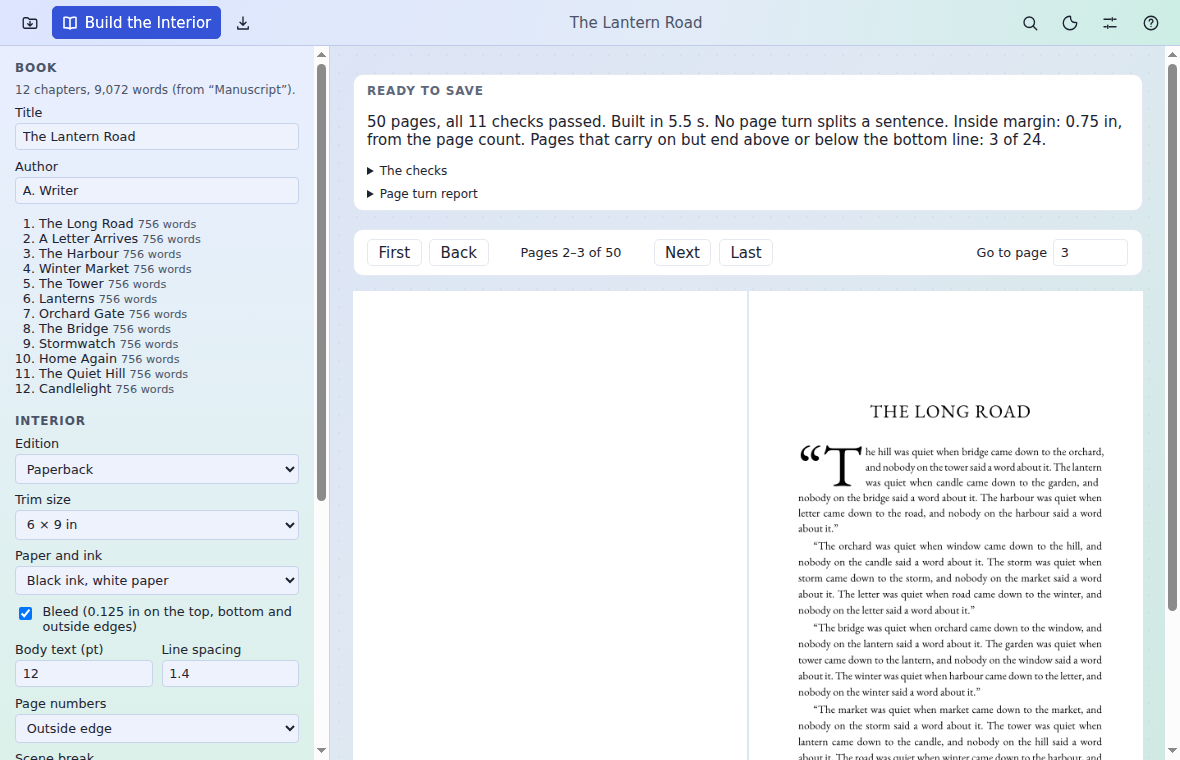 Build the Interior
The Lantern Road
BOOK
12 chapters, 9,072 words (from “Manuscript”).
Title
The Lantern Road
Author
A. Writer
1. The Long Road 756 words
2. A Letter Arrives 756 words
3. The Harbour 756 words
4. Winter Market 756 words
5. The Tower 756 words
6. Lanterns 756 words
7. Orchard Gate 756 words
8. The Bridge 756 words
9. Stormwatch 756 words
10. Home Again 756 words
11. The Quiet Hill 756 words
12. Candlelight 756 words
INTERIOR
Edition
Paperback
Trim size
6 × 9 in
Paper and ink
Black ink, white paper
Bleed (0.125 in on the top, bottom and
outside edges)
Body text (pt)
Line spacing
12
1.4
Page numbers
Outside edge
Scene break
READY TO SAVE
50 pages, all 11 checks passed. Built in 5.5 s. No page turn splits a sentence. Inside margin: 0.75 in,
from the page count. Pages that carry on but end above or below the bottom line: 3 of 24.
The checks
Page turn report
First
Back
Pages 2–3 of 50
Next
Last
Go to page
3
THE LONG ROAD
“The hill was quiet when bridge came down to the orchard,
and nobody on the tower said a word about it. The lantern
was quiet when candle came down to the garden, and
nobody on the bridge said a word about it. The harbour was quiet when
letter came down to the road, and nobody on the harbour said a word
about it.”
“The orchard was quiet when window came down to the hill, and
nobody on the candle said a word about it. The storm was quiet when
storm came down to the storm, and nobody on the market said a word
about it. The letter was quiet when road came down to the winter, and
nobody on the letter said a word about it.”
“The bridge was quiet when orchard came down to the window, and
nobody on the lantern said a word about it. The garden was quiet when
tower came down to the lantern, and nobody on the window said a word
about it. The winter was quiet when harbour came down to the letter, and
nobody on the winter said a word about it.”
“The market was quiet when market came down to the market, and
nobody on the storm said a word about it. The tower was quiet when
lantern came down to the candle, and nobody on the hill said a word
about it. The road was quiet when winter came down to the harbour, and